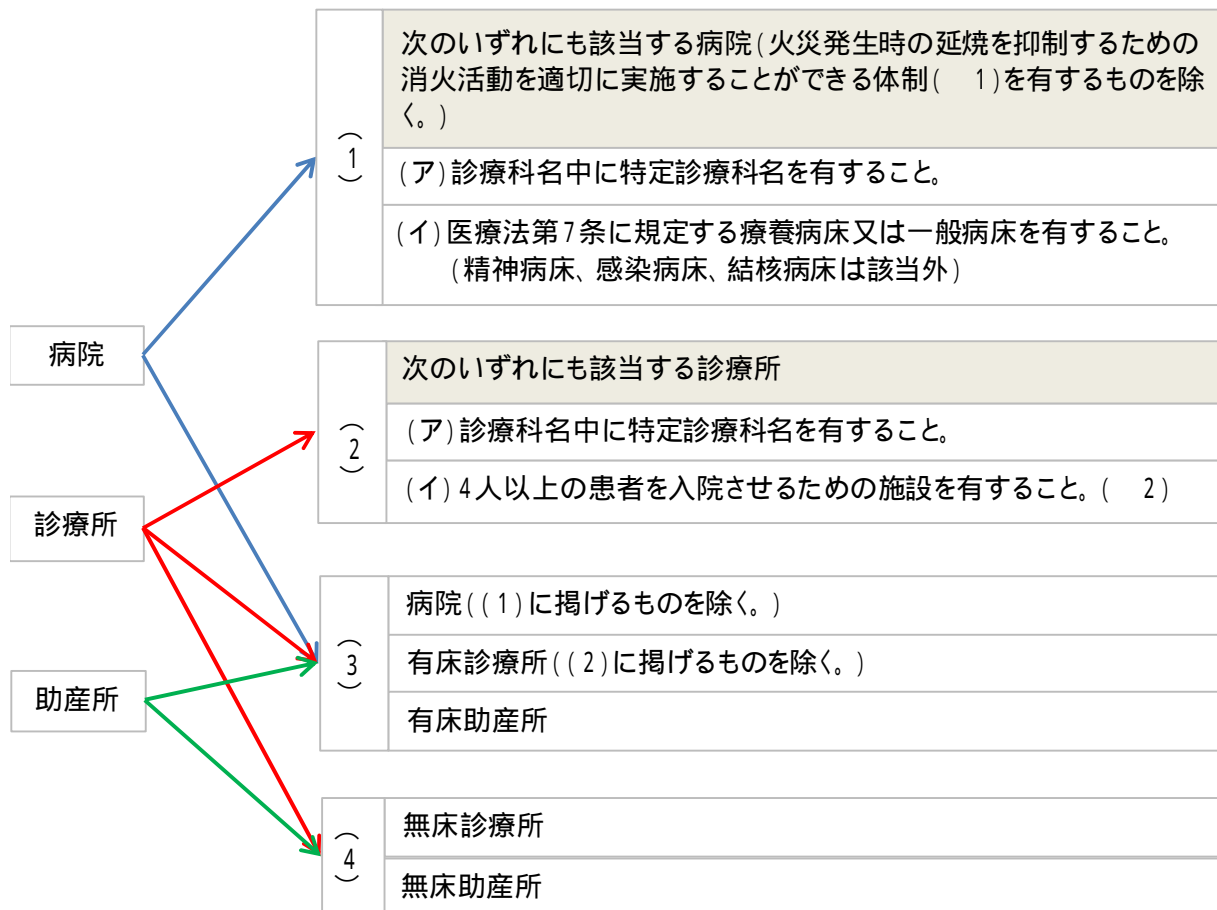 次のいずれにも該当する病院(火災発生時の延焼を抑制するための
消火活動を適切に実施することができる体制( 1)を有するものを除
く。)
(1)
(ア)診療科名中に特定診療科名を有すること。
(イ)医療法第7条に規定する療養病床又は一般病床を有すること。
(精神病床、感染病床、結核病床は該当外)
病院
次のいずれにも該当する診療所
(2)
(ア)診療科名中に特定診療科名を有すること。
(イ)4人以上の患者を入院させるための施設を有すること。( 2)
診療所
病院((1)に掲げるものを除く。)
(3)
有床診療所((2)に掲げるものを除く。)
助産所
有床助産所
無床診療所
(4)
無床助産所